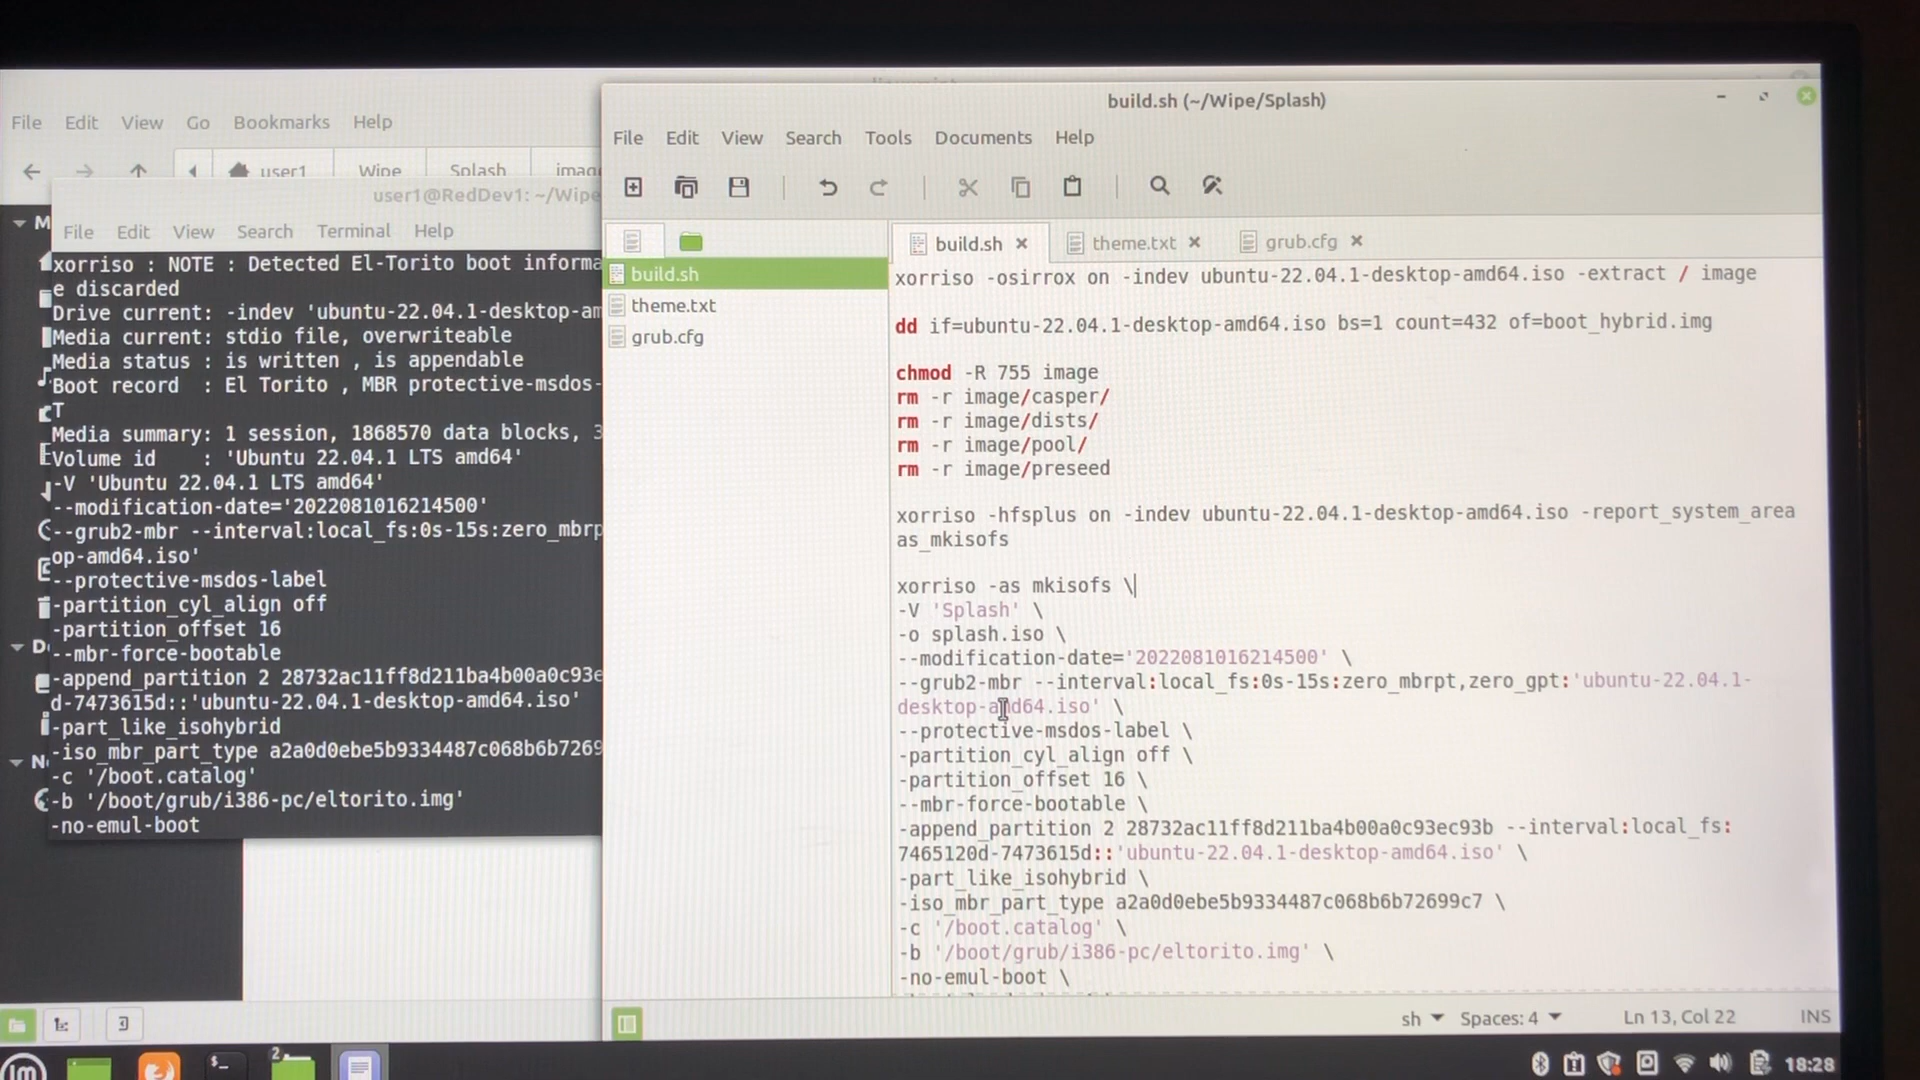 File Edit View Go Bookmarks Help
user1 Wipe Splash
user1@RedDev1: ~/Wipe
File Edit View Search Terminal Help
xorriso : NOTE : Detected El-Torito boot informa
e discarded
Drive current: -indev 'ubuntu-22.04.1-desktop-am
Media current: stdio file, overwriteable
Media status : is written , is appendable
Boot record : El Torito , MBR protective-msdos-
T
Media summary: 1 session, 1868570 data blocks, 3
Volume id : 'Ubuntu 22.04.1 LTS amd64'
-V 'Ubuntu 22.04.1 LTS amd64'
--modification-date='2022081016214500'
--grub2-mbr --interval:local_fs:0s-15s:zero_mbrp
op-amd64.iso'
--protective-msdos-label
-partition_cyl_align off
-partition_offset 16
--mbr-force-bootable
-append_partition 2 28732ac11ff8d211ba4b00a0c93e
d-7473615d::'ubuntu-22.04.1-desktop-amd64.iso'
-part_like_isohybrid
-iso_mbr_part_type a2a0d0ebe5b9334487c068b6b7269
-c '/boot.catalog'
-b '/boot/grub/i386-pc/eltorito.img'
-no-emul-boot
build.sh (~/Wipe/Splash)
File Edit View Search Tools Documents Help
build.sh
theme.txt
grub.cfg
build.sh theme.txt grub.cfg
xorriso -osirrox on -indev ubuntu-22.04.1-desktop-amd64.iso -extract / image
dd if=ubuntu-22.04.1-desktop-amd64.iso bs=1 count=432 of=boot_hybrid.img
chmod -R 755 image
rm -r image/casper/
rm -r image/dists/
rm -r image/pool/
rm -r image/preseed
xorriso -hfsplus on -indev ubuntu-22.04.1-desktop-amd64.iso -report_system_area
as_mkisofs
xorriso -as mkisofs \
-V 'Splash' \
-o splash.iso \
--modification-date='2022081016214500' \
--grub2-mbr --interval:local_fs:0s-15s:zero_mbrpt,zero_gpt:'ubuntu-22.04.1-
desktop-amd64.iso' \
--protective-msdos-label \
-partition_cyl_align off \
-partition_offset 16 \
--mbr-force-bootable \
-append_partition 2 28732ac11ff8d211ba4b00a0c93ec93b --interval:local_fs:
7465120d-7473615d::'ubuntu-22.04.1-desktop-amd64.iso' \
-part_like_isohybrid \
-iso_mbr_part_type a2a0d0ebe5b9334487c068b6b72699c7 \
-c '/boot.catalog' \
-b '/boot/grub/i386-pc/eltorito.img' \
-no-emul-boot \
sh Spaces: 4 Ln 13, Col 22 INS
2 18:28